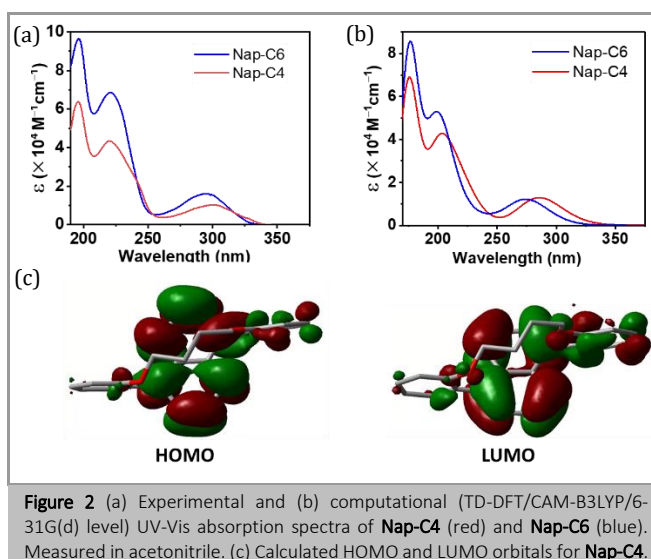 (a)
10
8
6
4
2
0
ε (× 10⁴ M⁻¹cm⁻¹)
Nap-C6
Nap-C4
200 250 300 350
Wavelength (nm)
(b)
8
6
4
2
0
ε (× 10⁴ M⁻¹cm⁻¹)
Nap-C6
Nap-C4
200 250 300 350
Wavelength (nm)
(c)
HOMO
LUMO
Figure 2 (a) Experimental and (b) computational (TD-DFT/CAM-B3LYP/6-
31G(d) level) UV-Vis absorption spectra of Nap-C4 (red) and Nap-C6 (blue).
Measured in acetonitrile. (c) Calculated HOMO and LUMO orbitals for Nap-C4.